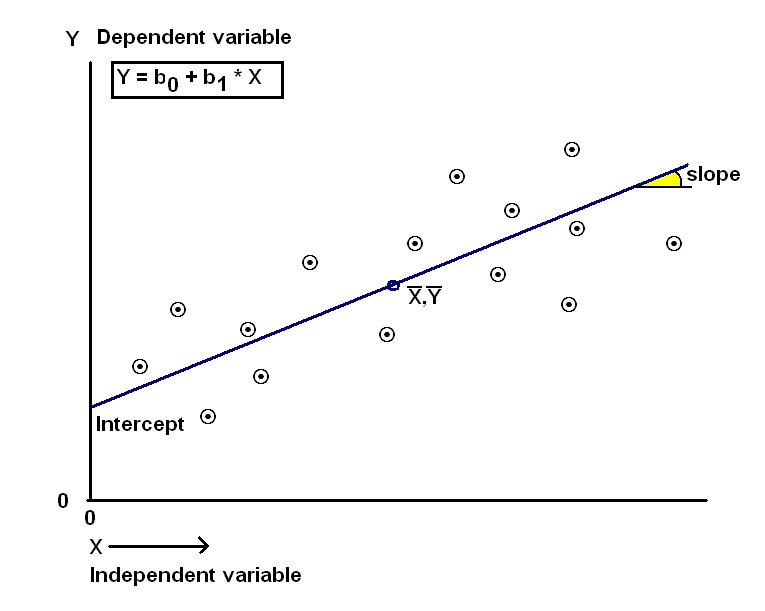 Y Dependent variable
Y = b0 + b1 * X
slope
X̅,Y̅
Intercept
0
0
X
Independent variable